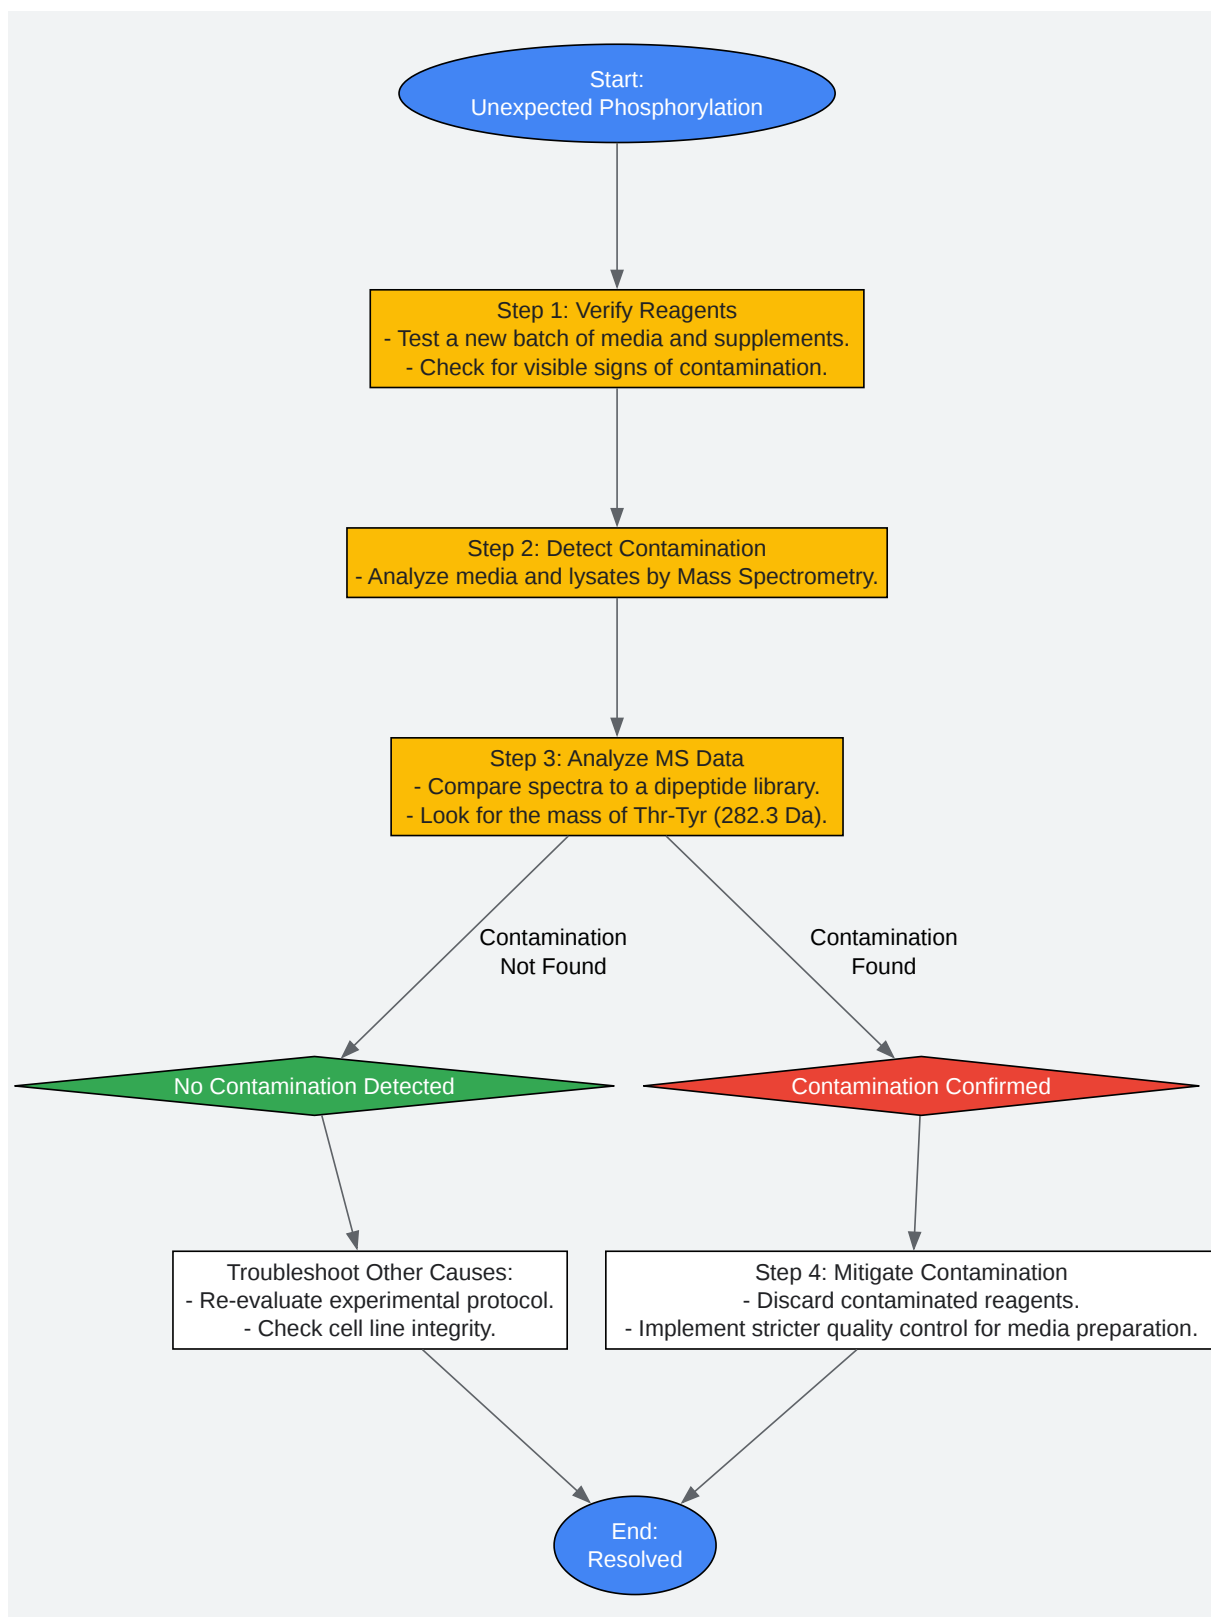 Start:
Unexpected Phosphorylation
Step 1: Verify Reagents
- Test a new batch of media and supplements.
- Check for visible signs of contamination.
Step 2: Detect Contamination
- Analyze media and lysates by Mass Spectrometry.
Step 3: Analyze MS Data
- Compare spectra to a dipeptide library.
- Look for the mass of Thr-Tyr (282.3 Da).
Contamination
Not Found
Contamination
Found
No Contamination Detected
Contamination Confirmed
Troubleshoot Other Causes:
- Re-evaluate experimental protocol.
- Check cell line integrity.
Step 4: Mitigate Contamination
- Discard contaminated reagents.
- Implement stricter quality control for media preparation.
End:
Resolved